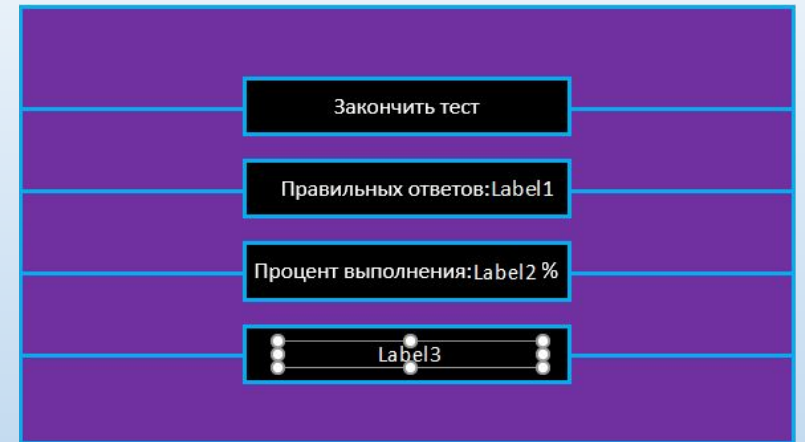 Закончить тест
Правильных ответов:Label1
Процент выполнения:Label2 %
Label3